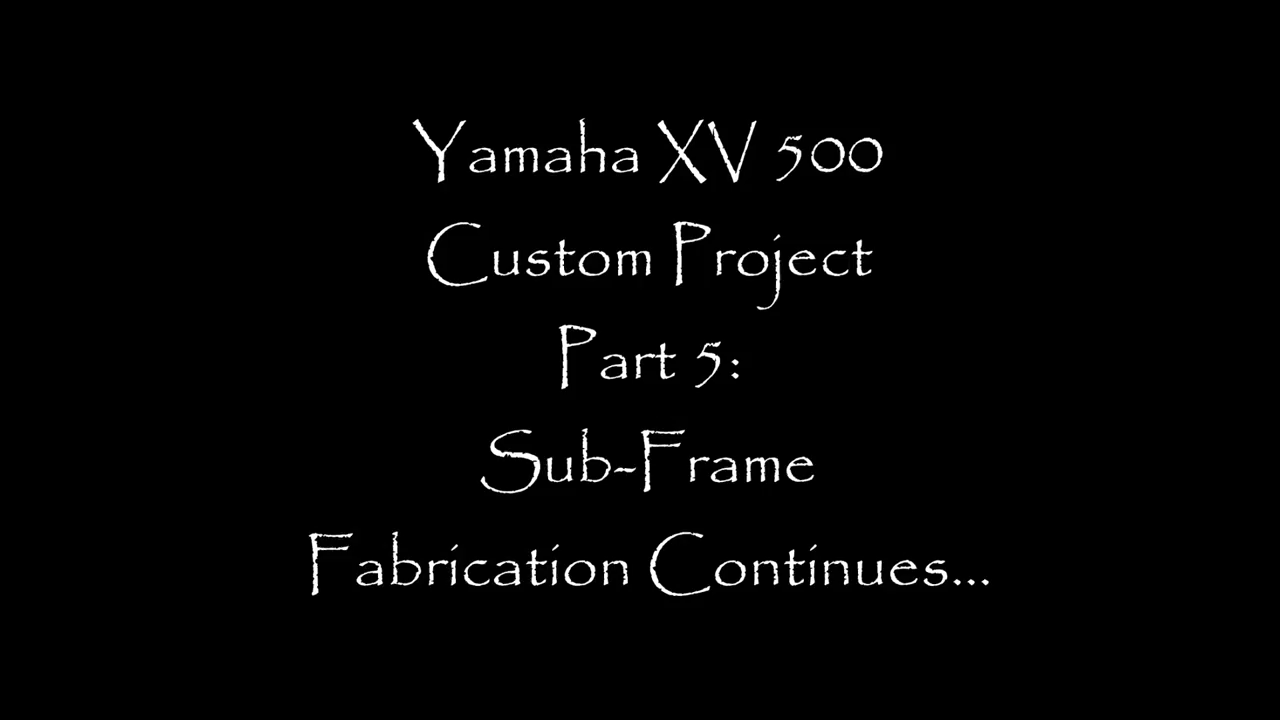 Yamaha XV 500
Custom Project
Part 5:
Sub-Frame
Fabrication Continues...